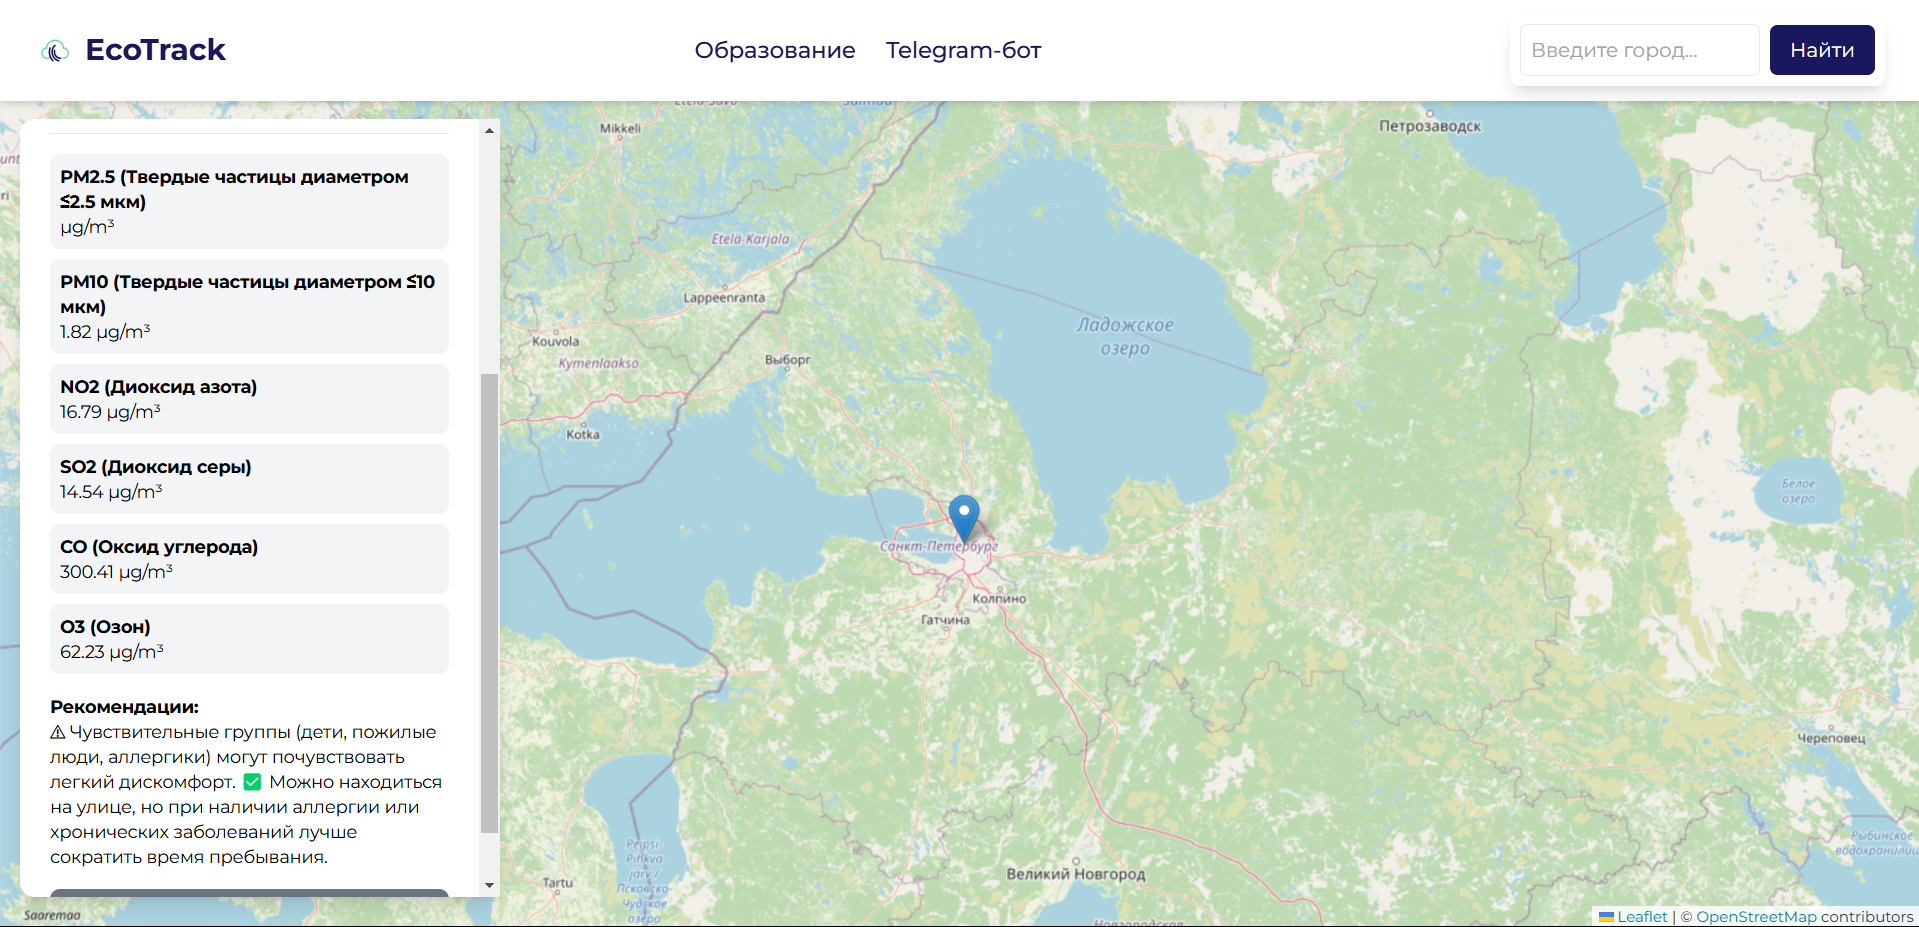 EcoTrack
Образование
Telegram-бот
Введите город...
Найти
PM2.5 (Твердые частицы диаметром
≤2.5 мкм)
µg/m³
PM10 (Твердые частицы диаметром ≤10
мкм)
1.82 µg/m³
NO2 (Диоксид азота)
16.79 µg/m³
SO2 (Диоксид серы)
14.54 µg/m³
CO (Оксид углерода)
300.41 µg/m³
O3 (Озон)
62.23 µg/m³
Рекомендации:
⚠ Чувствительные группы (дети, пожилые
люди, аллергики) могут почувствовать
легкий дискомфорт. ✅ Можно находиться
на улице, но при наличии аллергии или
хронических заболеваний лучше
сократить время пребывания.
Mikkeli
Петрозаводск
Etelä-Karjala
Lappeenranta
Ладожское
озеро
Kouvola
Kymenlaakso
Выборг
Kotka
Белое
озеро
Санкт-Петербург
Колпино
Гатчина
Череповец
Рыбинское
водохранили
Peipsi-
Pihkva
järv /
Псковско-
Чудское
озеро
Великий Новгород
Tartu
Saaremaa
Leaflet | © OpenStreetMap contributors